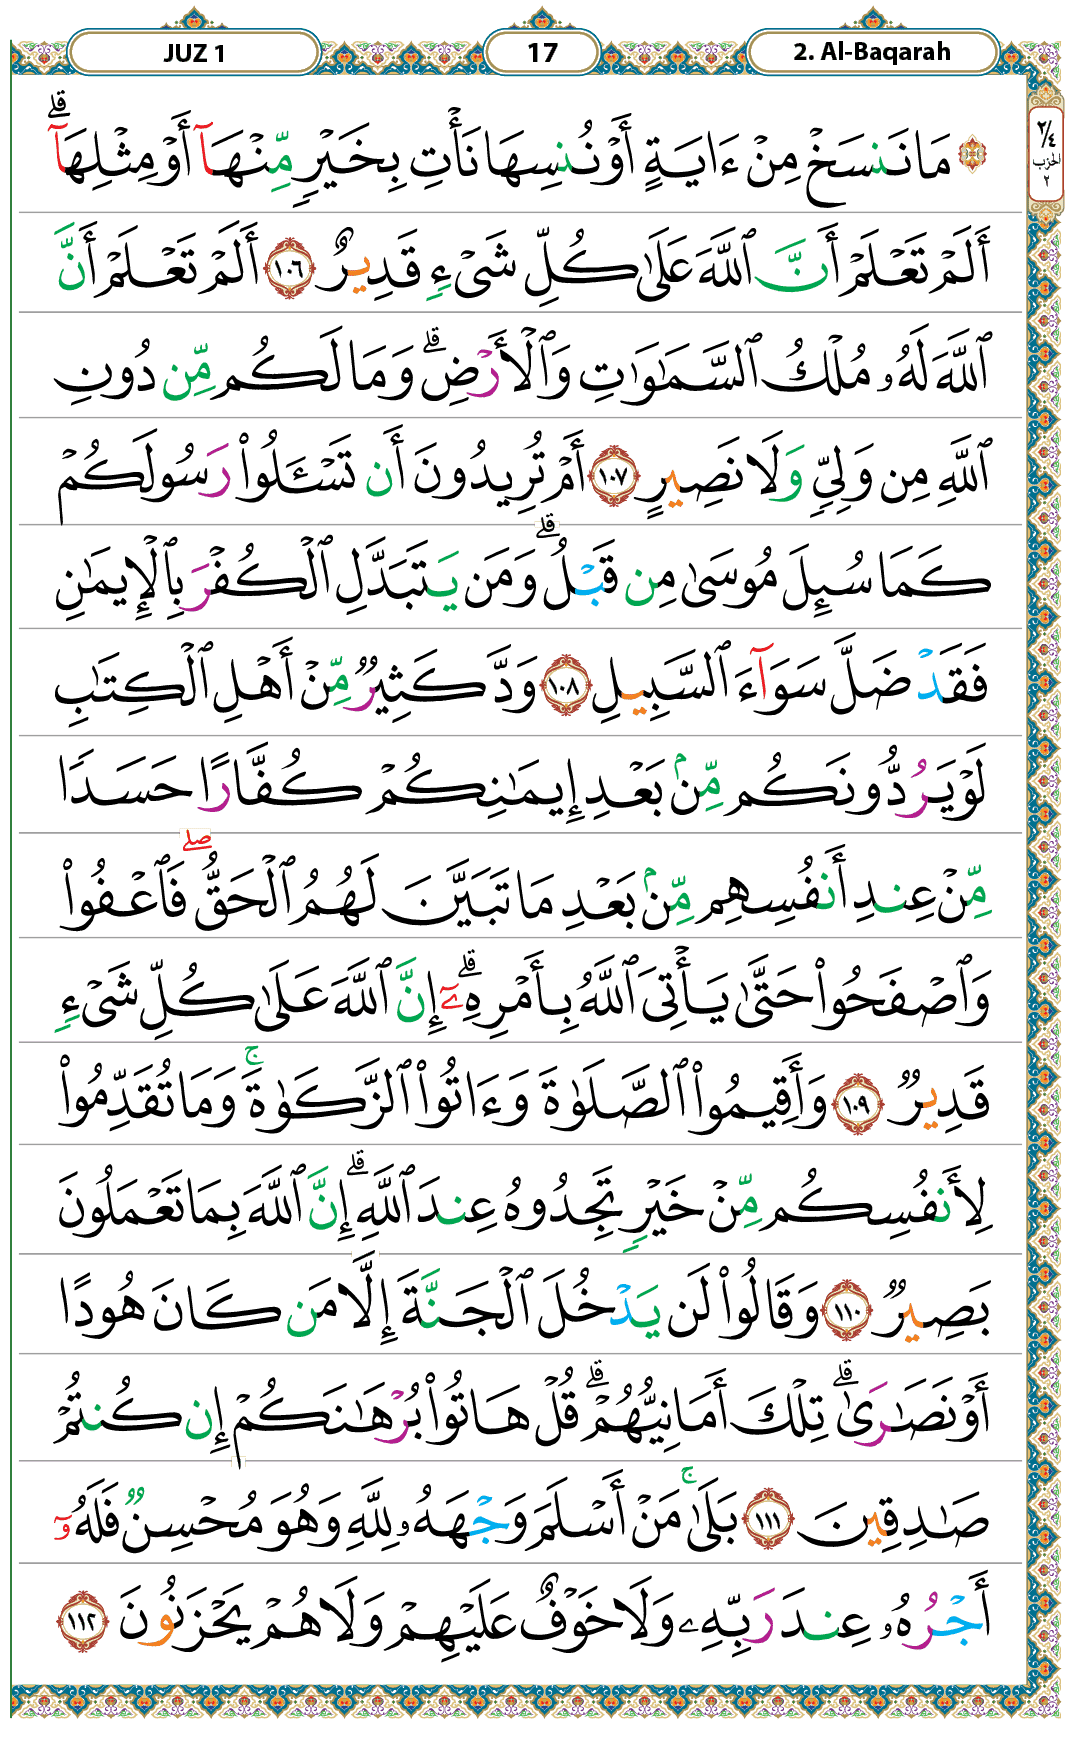 JUZ 1
17
2. Al-Baqarah
٢/٤
الحزب
٢
۞ مَا نَنسَخْ مِنْ ءَايَةٍ أَوْ نُنسِهَا نَأْتِ بِخَيْرٍ مِّنْهَآ أَوْ مِثْلِهَآ ۗ
أَلَمْ تَعْلَمْ أَنَّ ٱللَّهَ عَلَىٰ كُلِّ شَىْءٍ قَدِيرٌ ١٠٦ أَلَمْ تَعْلَمْ أَنَّ
ٱللَّهَ لَهُۥ مُلْكُ ٱلسَّمَـٰوَٰتِ وَٱلْأَرْضِ ۗ وَمَا لَكُم مِّن دُونِ
ٱللَّهِ مِن وَلِىٍّ وَلَا نَصِيرٍ ١٠٧ أَمْ تُرِيدُونَ أَن تَسْـَٔلُوا۟ رَسُولَكُمْ
كَمَا سُئِلَ مُوسَىٰ مِن قَبْلُ ۗ وَمَن يَتَبَدَّلِ ٱلْكُفْرَ بِٱلْإِيمَـٰنِ
فَقَدْ ضَلَّ سَوَآءَ ٱلسَّبِيلِ ١٠٨ وَدَّ كَثِيرٌ مِّنْ أَهْلِ ٱلْكِتَـٰبِ
لَوْ يَرُدُّونَكُم مِّنۢ بَعْدِ إِيمَـٰنِكُمْ كُفَّارًا حَسَدًا
مِّنْ عِندِ أَنفُسِهِم مِّنۢ بَعْدِ مَا تَبَيَّنَ لَهُمُ ٱلْحَقُّ ۖ فَٱعْفُوا۟
وَٱصْفَحُوا۟ حَتَّىٰ يَأْتِىَ ٱللَّهُ بِأَمْرِهِۦٓ ۗ إِنَّ ٱللَّهَ عَلَىٰ كُلِّ شَىْءٍ
قَدِيرٌ ١٠٩ وَأَقِيمُوا۟ ٱلصَّلَوٰةَ وَءَاتُوا۟ ٱلزَّكَوٰةَ ۚ وَمَا تُقَدِّمُوا۟
لِأَنفُسِكُم مِّنْ خَيْرٍ تَجِدُوهُ عِندَ ٱللَّهِ ۗ إِنَّ ٱللَّهَ بِمَا تَعْمَلُونَ
بَصِيرٌ ١١٠ وَقَالُوا۟ لَن يَدْخُلَ ٱلْجَنَّةَ إِلَّا مَن كَانَ هُودًا
أَوْ نَصَـٰرَىٰ ۗ تِلْكَ أَمَانِيُّهُمْ ۗ قُلْ هَاتُوا۟ بُرْهَـٰنَكُمْ إِن كُنتُمْ
صَـٰدِقِينَ ١١١ بَلَىٰ ۚ مَنْ أَسْلَمَ وَجْهَهُۥ لِلَّهِ وَهُوَ مُحْسِنٌ فَلَهُۥٓ
أَجْرُهُۥ عِندَ رَبِّهِۦ وَلَا خَوْفٌ عَلَيْهِمْ وَلَا هُمْ يَحْزَنُونَ ١١٢